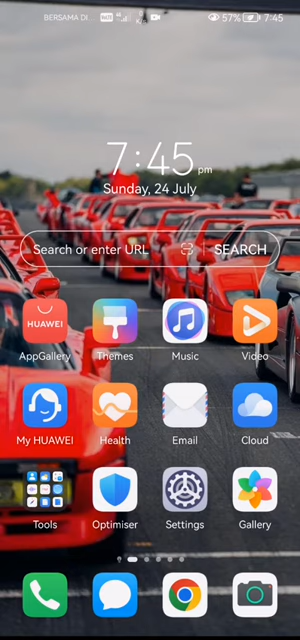 BERSAMA DI... 57% 7:45
7:45 pm
Sunday, 24 July
Search or enter URL SEARCH
HUAWEI
AppGallery Themes Music Video
My HUAWEI Health Email Cloud
Tools Optimiser Settings Gallery